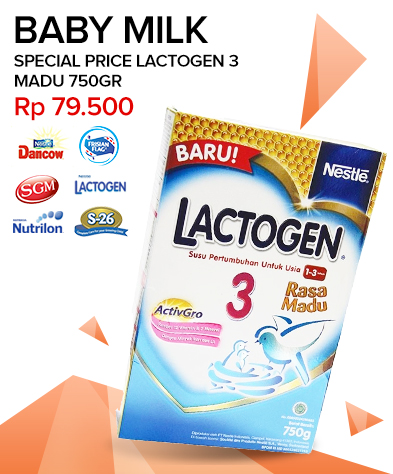 BABY MILK
SPECIAL PRICE LACTOGEN 3
MADU 750GR
Rp 79.500
Dancow
FRISIAN FLAG
SGM
LACTOGEN
Nutrilon
S-26
BARU!
Nestlé
LACTOGEN
Susu Pertumbuhan Untuk Usia 1-3
3
Rasa
Madu
ActivGro
750g